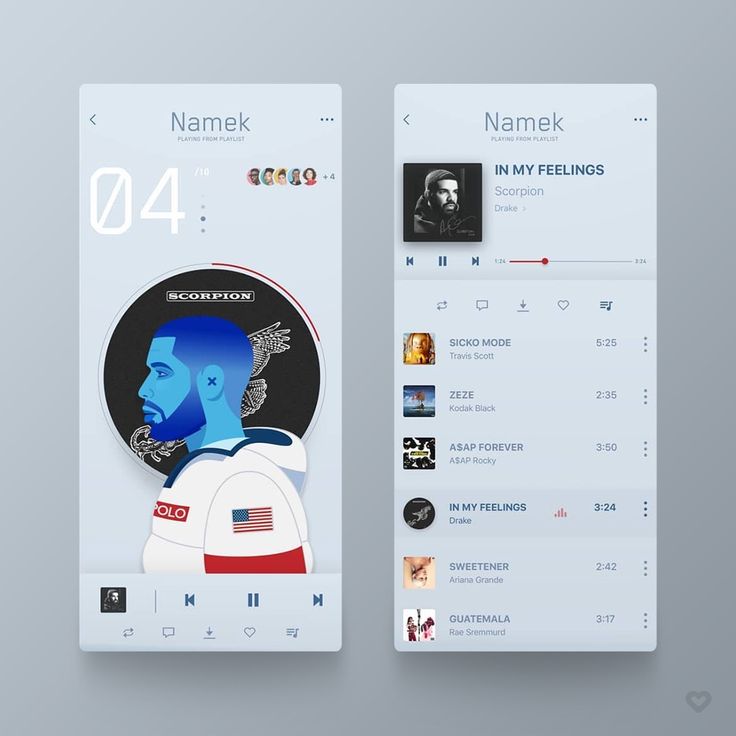 Namek
PLAYING FROM PLAYLIST
04
/10
+ 4
SCORPION
POLO
Namek
PLAYING FROM PLAYLIST
IN MY FEELINGS
Scorpion
Drake >
1:24
3:24
SICKO MODE 5:25
Travis Scott
ZEZE 2:35
Kodak Black
A$AP FOREVER 3:50
A$AP Rocky
IN MY FEELINGS 3:24
Drake
SWEETENER 2:42
Ariana Grande
GUATEMALA 3:17
Rae Sremmurd